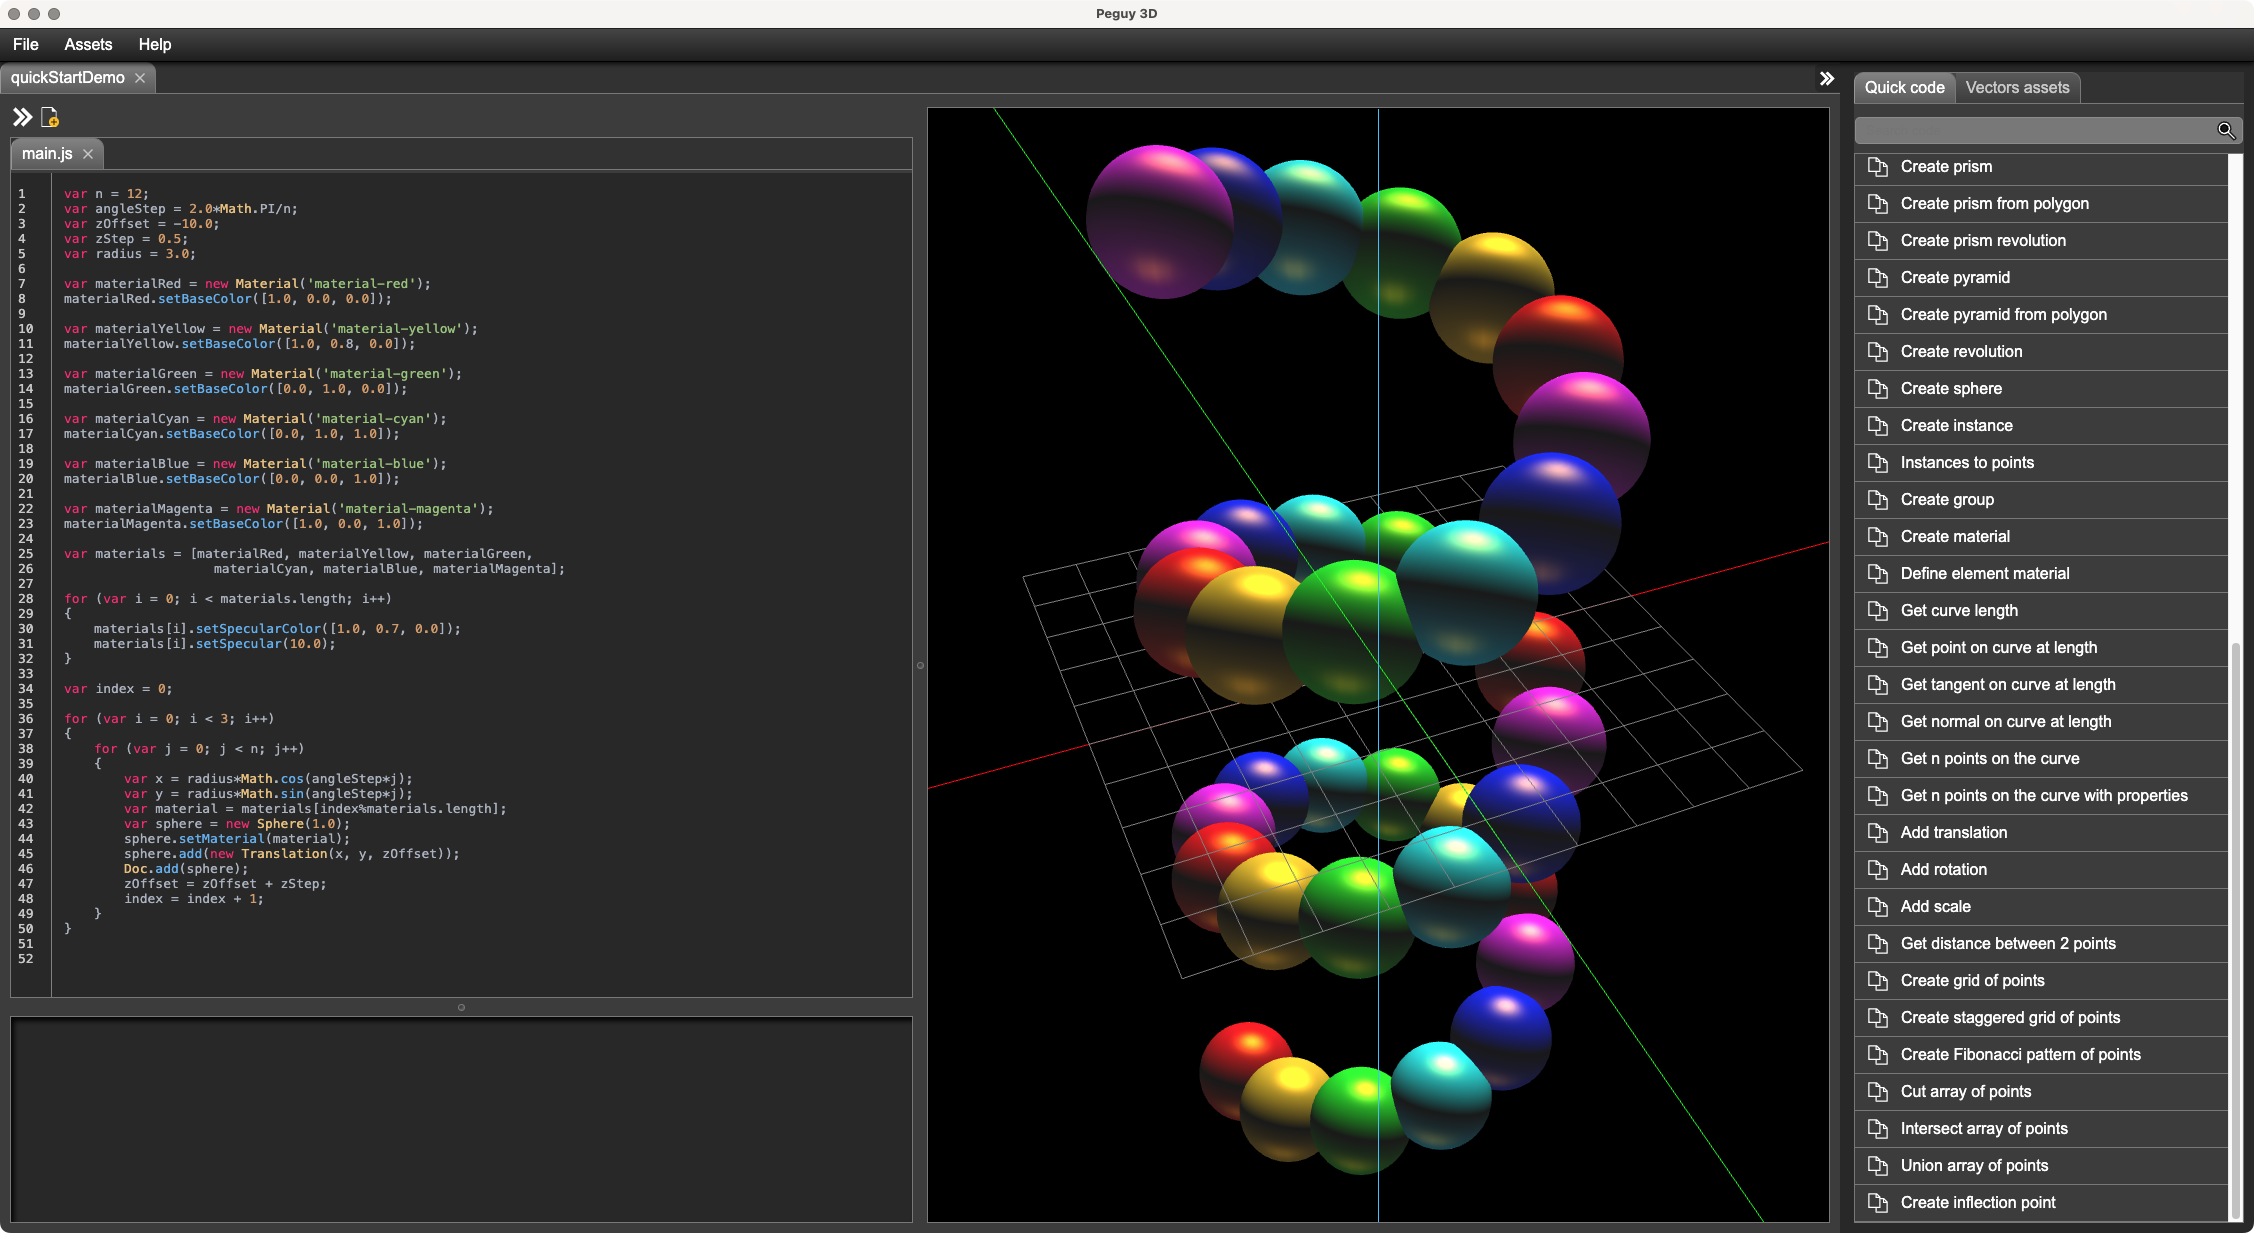 Peguy 3D
File Assets Help
quickStartDemo
main.js
1 var n = 12;
2 var angleStep = 2.0*Math.PI/n;
3 var zOffset = -10.0;
4 var zStep = 0.5;
5 var radius = 3.0;
6
7 var materialRed = new Material('material-red');
8 materialRed.setBaseColor([1.0, 0.0, 0.0]);
9
10 var materialYellow = new Material('material-yellow');
11 materialYellow.setBaseColor([1.0, 0.8, 0.0]);
12
13 var materialGreen = new Material('material-green');
14 materialGreen.setBaseColor([0.0, 1.0, 0.0]);
15
16 var materialCyan = new Material('material-cyan');
17 materialCyan.setBaseColor([0.0, 1.0, 1.0]);
18
19 var materialBlue = new Material('material-blue');
20 materialBlue.setBaseColor([0.0, 0.0, 1.0]);
21
22 var materialMagenta = new Material('material-magenta');
23 materialMagenta.setBaseColor([1.0, 0.0, 1.0]);
24
25 var materials = [materialRed, materialYellow, materialGreen,
26 materialCyan, materialBlue, materialMagenta];
27
28 for (var i = 0; i < materials.length; i++)
29 {
30 materials[i].setSpecularColor([1.0, 0.7, 0.0]);
31 materials[i].setSpecular(10.0);
32 }
33
34 var index = 0;
35
36 for (var i = 0; i < 3; i++)
37 {
38 for (var j = 0; j < n; j++)
39 {
40 var x = radius*Math.cos(angleStep*j);
41 var y = radius*Math.sin(angleStep*j);
42 var material = materials[index%materials.length];
43 var sphere = new Sphere(1.0);
44 sphere.setMaterial(material);
45 sphere.add(new Translation(x, y, zOffset));
46 Doc.add(sphere);
47 zOffset = zOffset + zStep;
48 index = index + 1;
49 }
50 }
51
52
Quick code Vectors assets
Create prism
Create prism from polygon
Create prism revolution
Create pyramid
Create pyramid from polygon
Create revolution
Create sphere
Create instance
Instances to points
Create group
Create material
Define element material
Get curve length
Get point on curve at length
Get tangent on curve at length
Get normal on curve at length
Get n points on the curve
Get n points on the curve with properties
Add translation
Add rotation
Add scale
Get distance between 2 points
Create grid of points
Create staggered grid of points
Create Fibonacci pattern of points
Cut array of points
Intersect array of points
Union array of points
Create inflection point